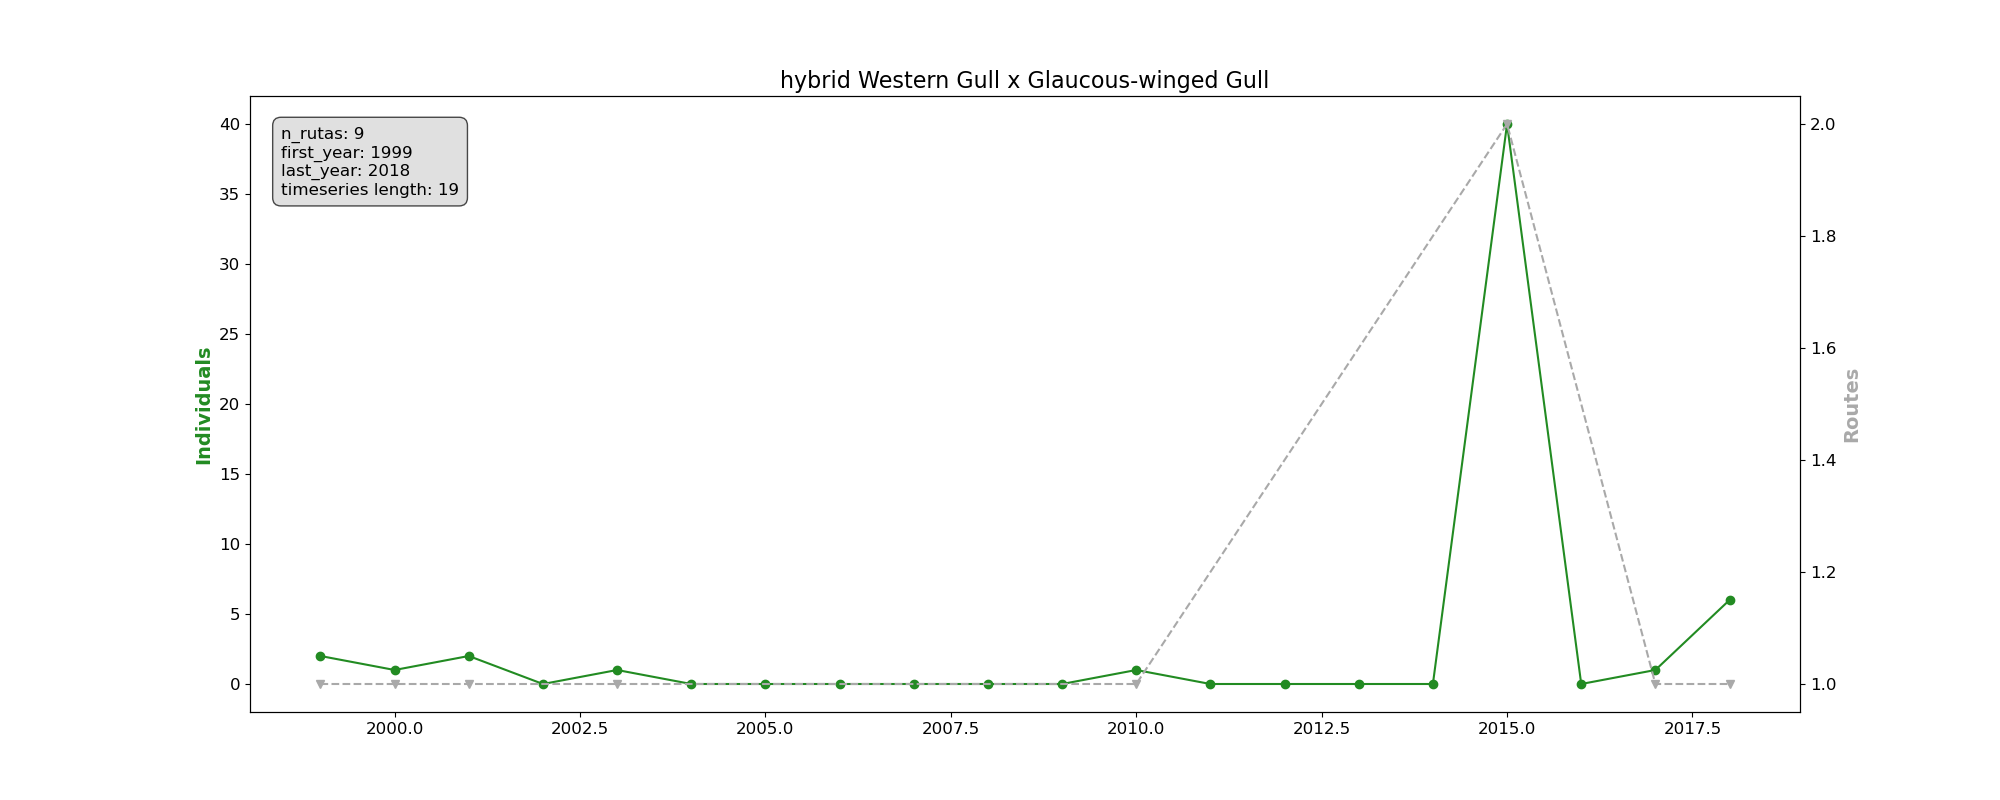 hybrid Western Gull x Glaucous-winged Gull
n_rutas: 9
first_year: 1999
last_year: 2018
timeseries length: 19
Individuals
40
35
30
25
20
15
10
5
0
2.0
1.8
1.6
1.4
1.2
1.0
Routes
2000.0 2002.5 2005.0 2007.5 2010.0 2012.5 2015.0 2017.5